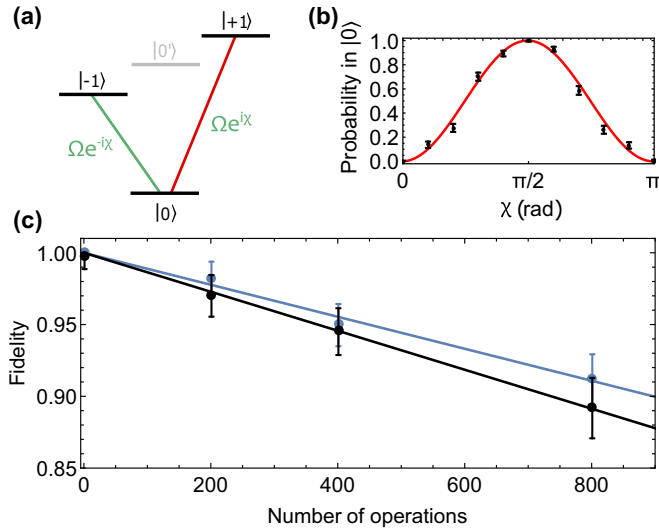 (a)
|+1⟩
|0'⟩
|-1⟩
Ωe⁻ⁱᵡ
Ωeⁱᵡ
|0⟩
(b)
Probability in |0⟩
1.0
0.8
0.6
0.4
0.2
0.0
0
π/2
π
χ (rad)
(c)
Fidelity
1.00
0.95
0.90
0.85
0
200
400
600
800
Number of operations